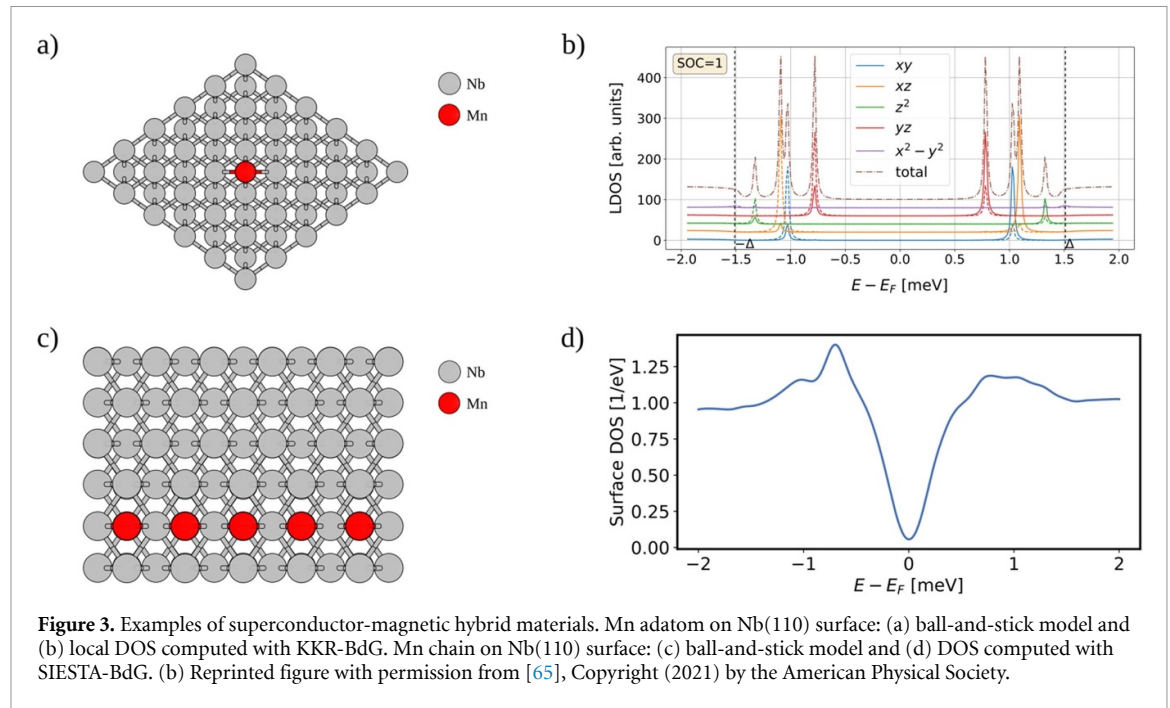 a)
Nb
Mn
b)
SOC=1
xy
xz
z²
yz
x² − y²
total
LDOS [arb. units]
400
300
200
100
0
−Δ
Δ
−2.0 −1.5 −1.0 −0.5 0.0 0.5 1.0 1.5 2.0
E − E_F [meV]
c)
Nb
Mn
d)
Surface DOS [1/eV]
1.25
1.00
0.75
0.50
0.25
0.00
−2 −1 0 1 2
E − E_F [meV]
Figure 3. Examples of superconductor-magnetic hybrid materials. Mn adatom on Nb(110) surface: (a) ball-and-stick model and
(b) local DOS computed with KKR-BdG. Mn chain on Nb(110) surface: (c) ball-and-stick model and (d) DOS computed with
SIESTA-BdG. (b) Reprinted figure with permission from [65], Copyright (2021) by the American Physical Society.